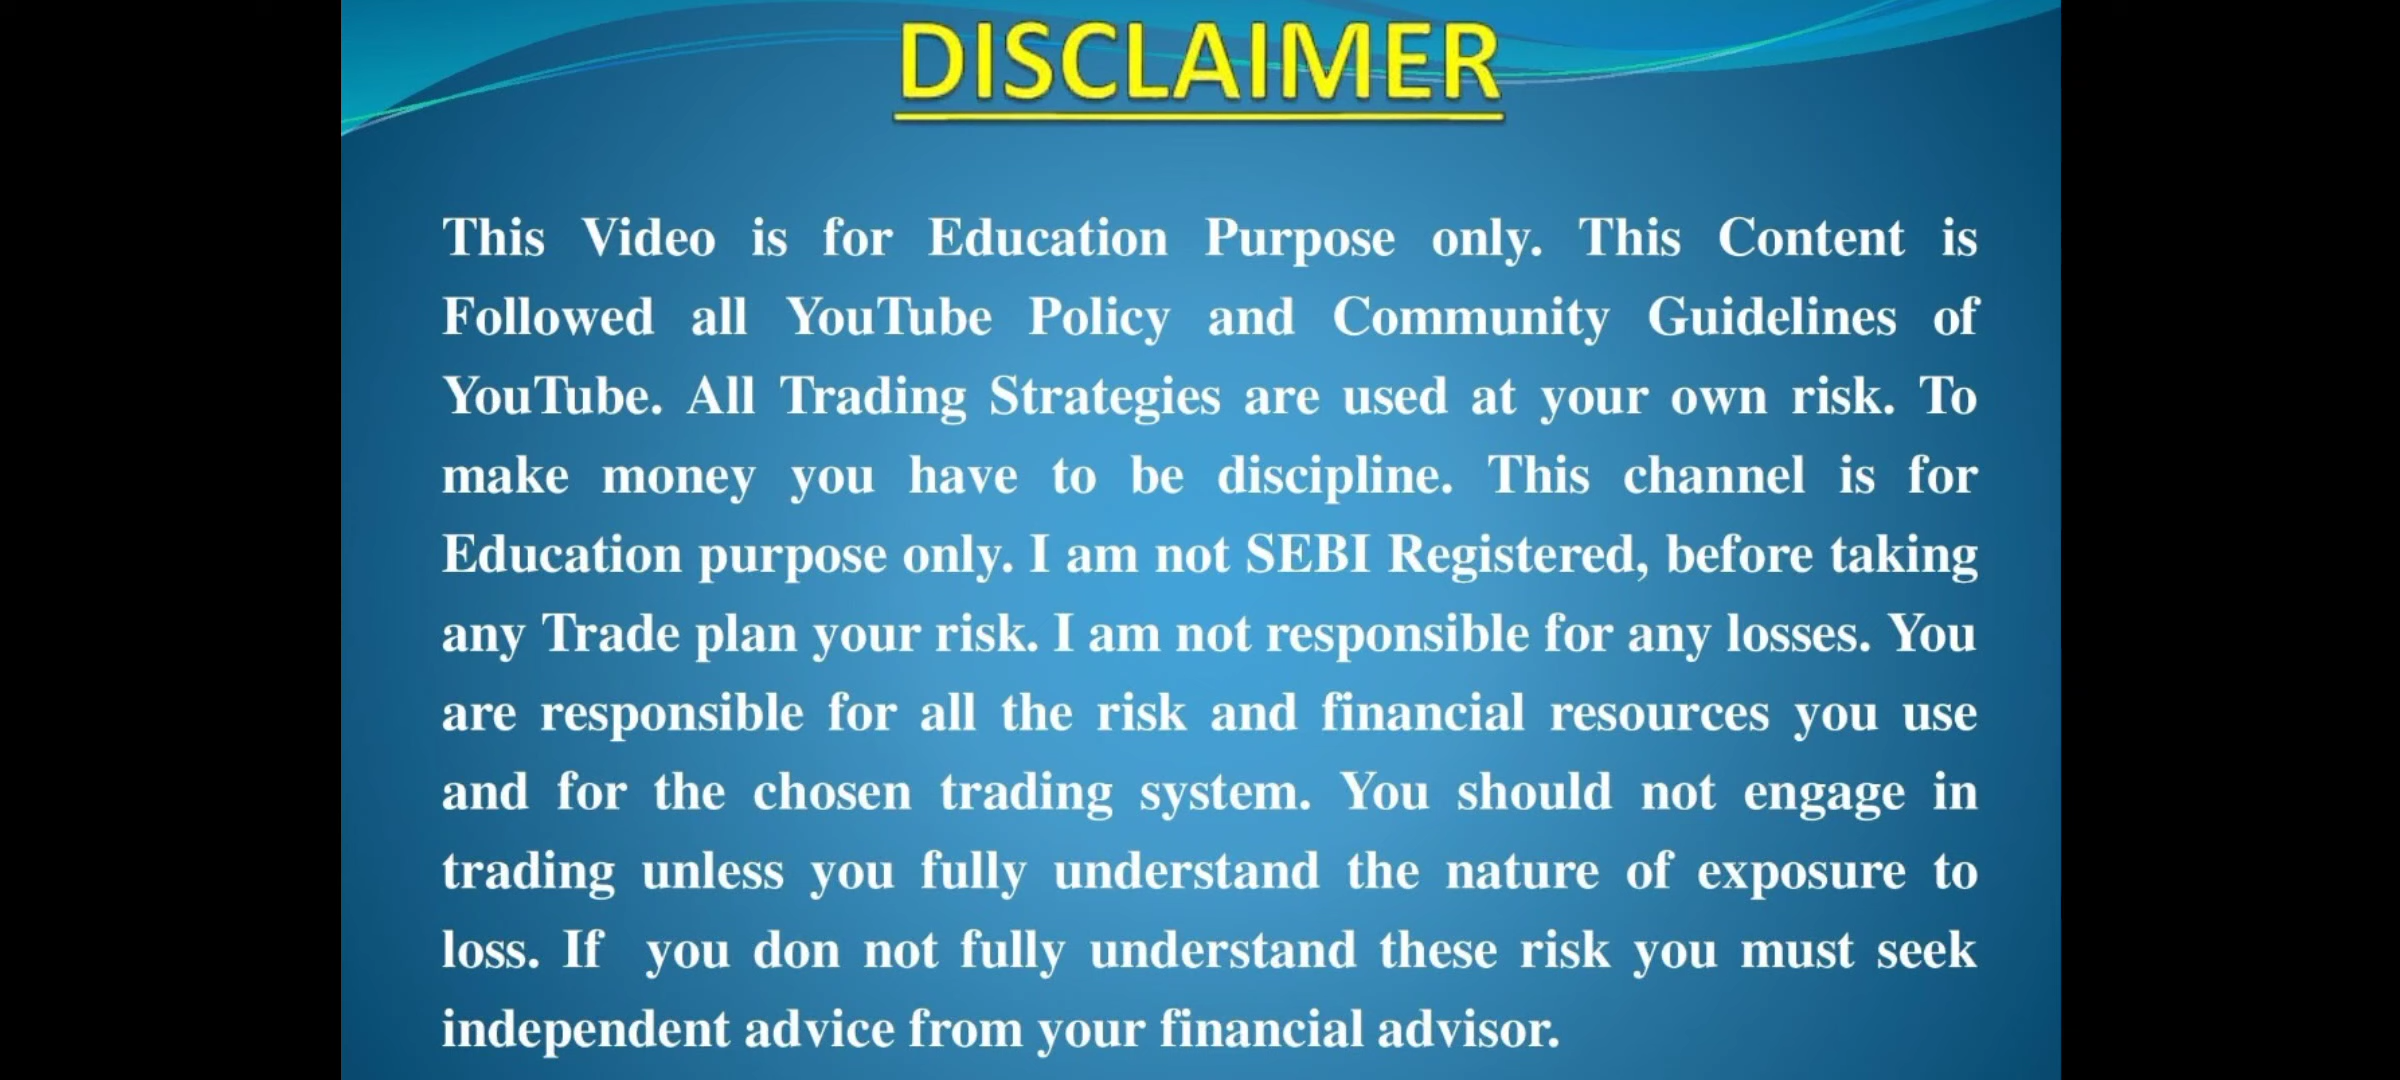 DISCLAIMER
This Video is for Education Purpose only. This Content is
Followed all YouTube Policy and Community Guidelines of
YouTube. All Trading Strategies are used at your own risk. To
make money you have to be discipline. This channel is for
Education purpose only. I am not SEBI Registered, before taking
any Trade plan your risk. I am not responsible for any losses. You
are responsible for all the risk and financial resources you use
and for the chosen trading system. You should not engage in
trading unless you fully understand the nature of exposure to
loss. If you don not fully understand these risk you must seek
independent advice from your financial advisor.